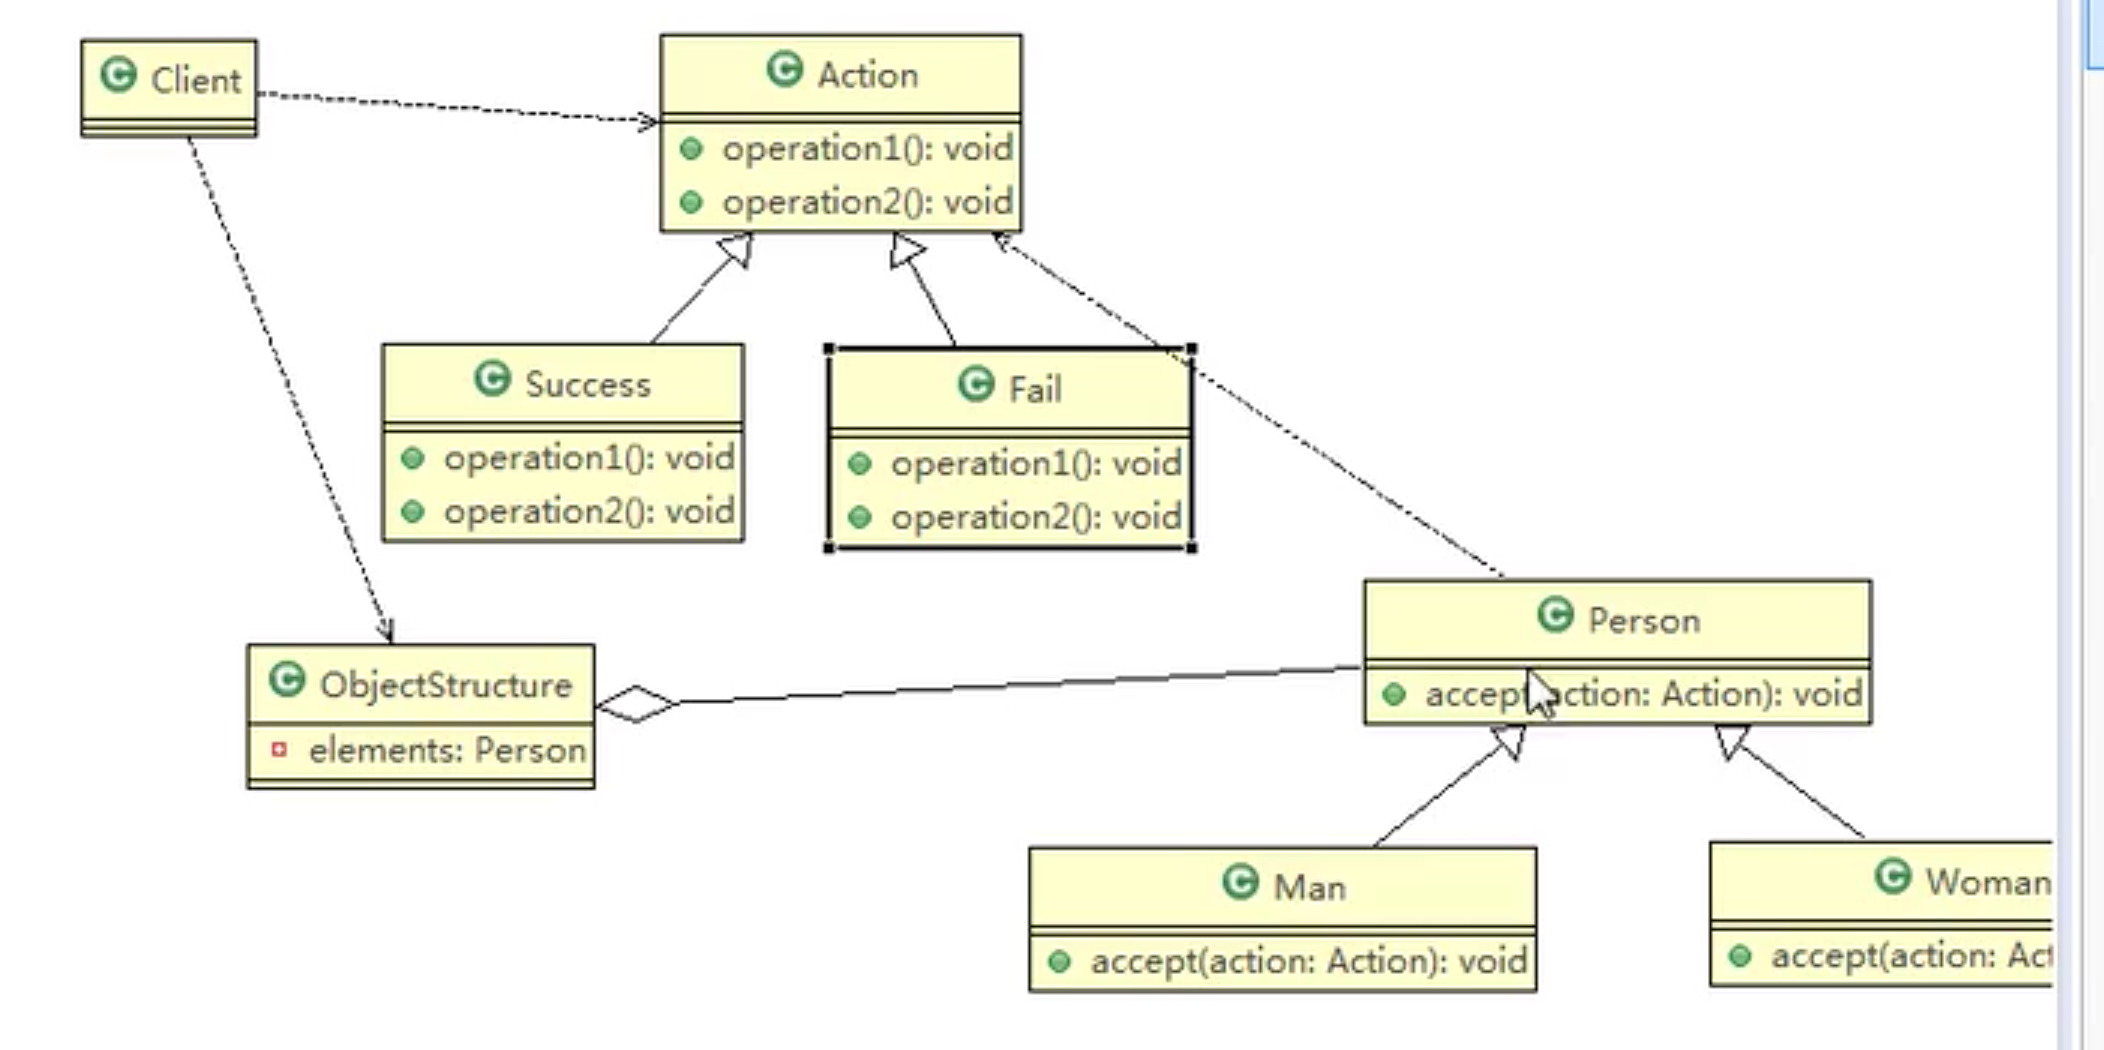 Client
Action
operation1(): void
operation2(): void
Success
operation1(): void
operation2(): void
Fail
operation1(): void
operation2(): void
Person
accept action: Action): void
ObjectStructure
elements: Person
Man
accept(action: Action): void
Woman
accept(action: Act